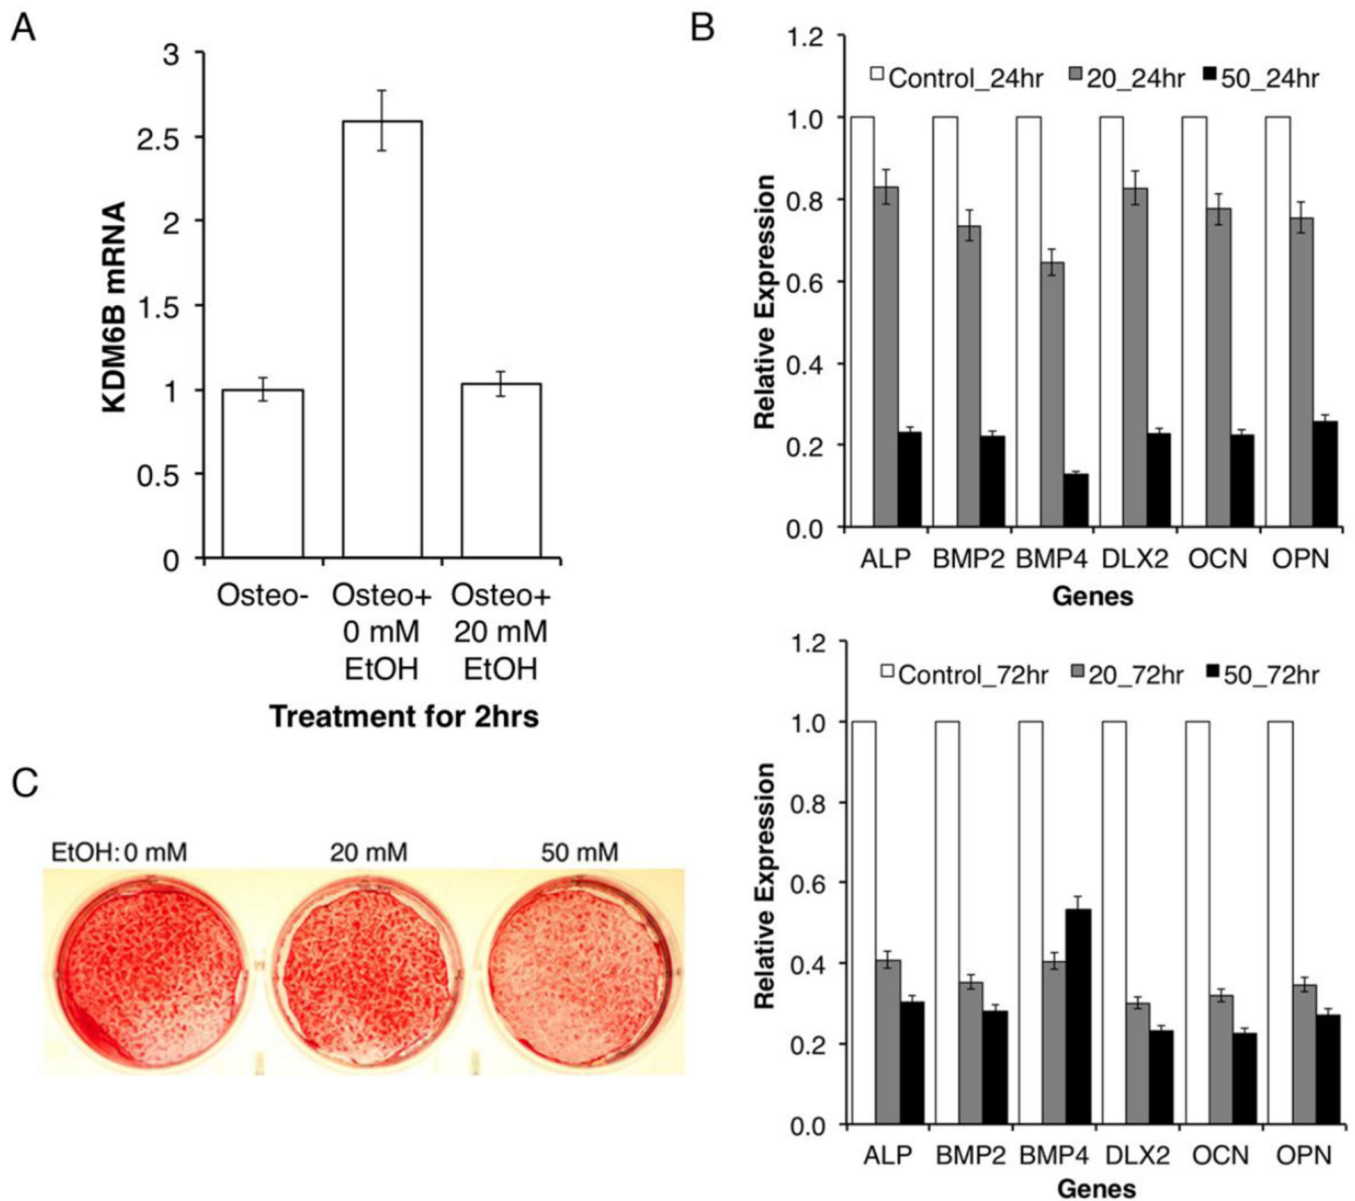 A
3
2.5
2
1.5
1
0.5
0
KDM6B mRNA
Osteo- Osteo+ Osteo+
0 mM 20 mM
EtOH EtOH
Treatment for 2hrs
B
1.2
1.0
0.8
0.6
0.4
0.2
0.0
Relative Expression
Control_24hr 20_24hr 50_24hr
ALP BMP2 BMP4 DLX2 OCN OPN
Genes
1.2
1.0
0.8
0.6
0.4
0.2
0.0
Relative Expression
Control_72hr 20_72hr 50_72hr
ALP BMP2 BMP4 DLX2 OCN OPN
Genes
C
EtOH: 0 mM 20 mM 50 mM